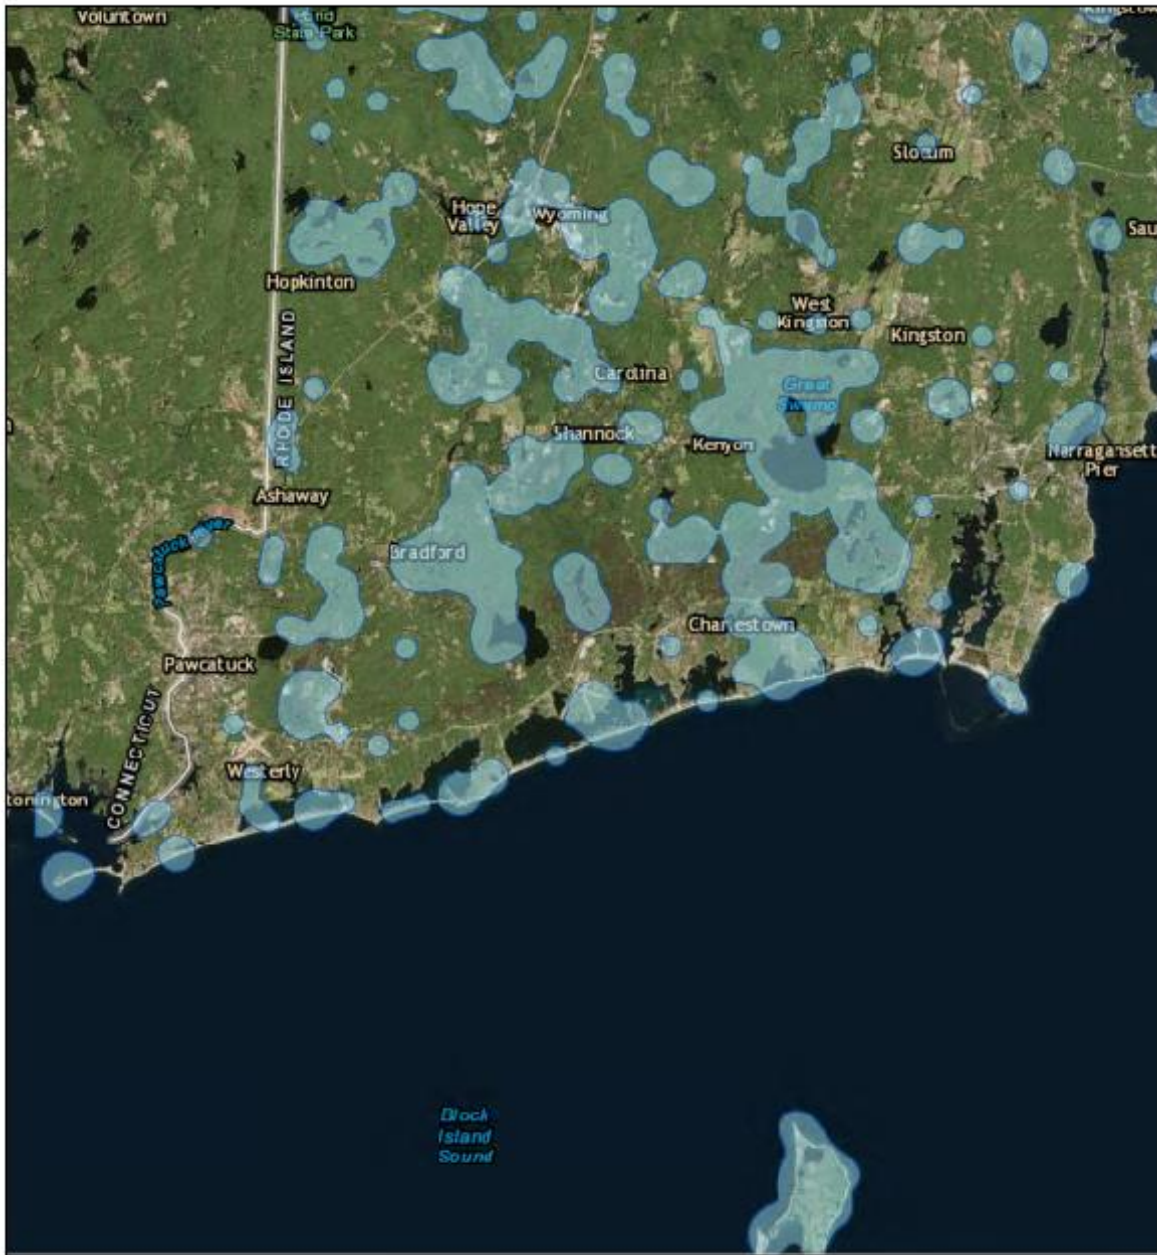 Voluntown
State Park
Slocum
Hope
Valley
Wyoming
Sau
Hopkinton
West
Kingston
Kingston
RHODE ISLAND
Carolina
Great
Swamp
Shannock
Kenyon
Narragansett
Pier
Ashaway
Pawcatuck River
Bradford
Charlestown
Pawcatuck
CONNECTICUT
Westerly
tonington
Block
Island
Sound